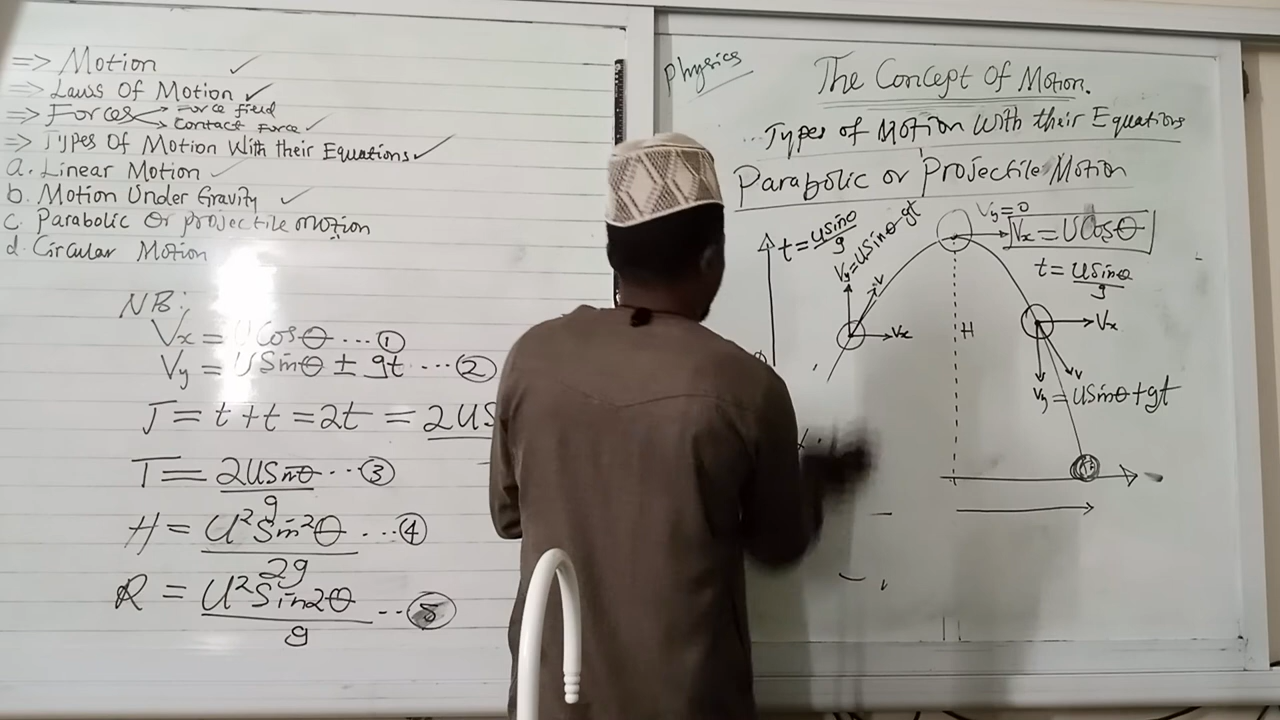 => Motion ✓
=> Laws Of Motion ✓
=> Forces → Force field
→ Contact Force ✓
=> Types Of Motion With their Equations ✓
a. Linear Motion ✓
b. Motion Under Gravity ✓
c. Parabolic Or projectile motion
d. Circular Motion
NB:
Vx = UCosθ ... ①
Vy = USinθ ± gt ... ②
T = t + t = 2t = 2US
T = 2USinθ/g ... ③
H = U²Sin²θ/2g ... ④
R = U²Sin2θ/g ... ⑤
Physics
The Concept Of Motion.
Types of Motion With their Equations
Parabolic or Projectile Motion
t = usinθ/g
Vy = usinθ - gt
V
Vx
Vy = 0
Vx = UCosθ
t = usinθ/g
H
Vx
V
Vy = usinθ + gt